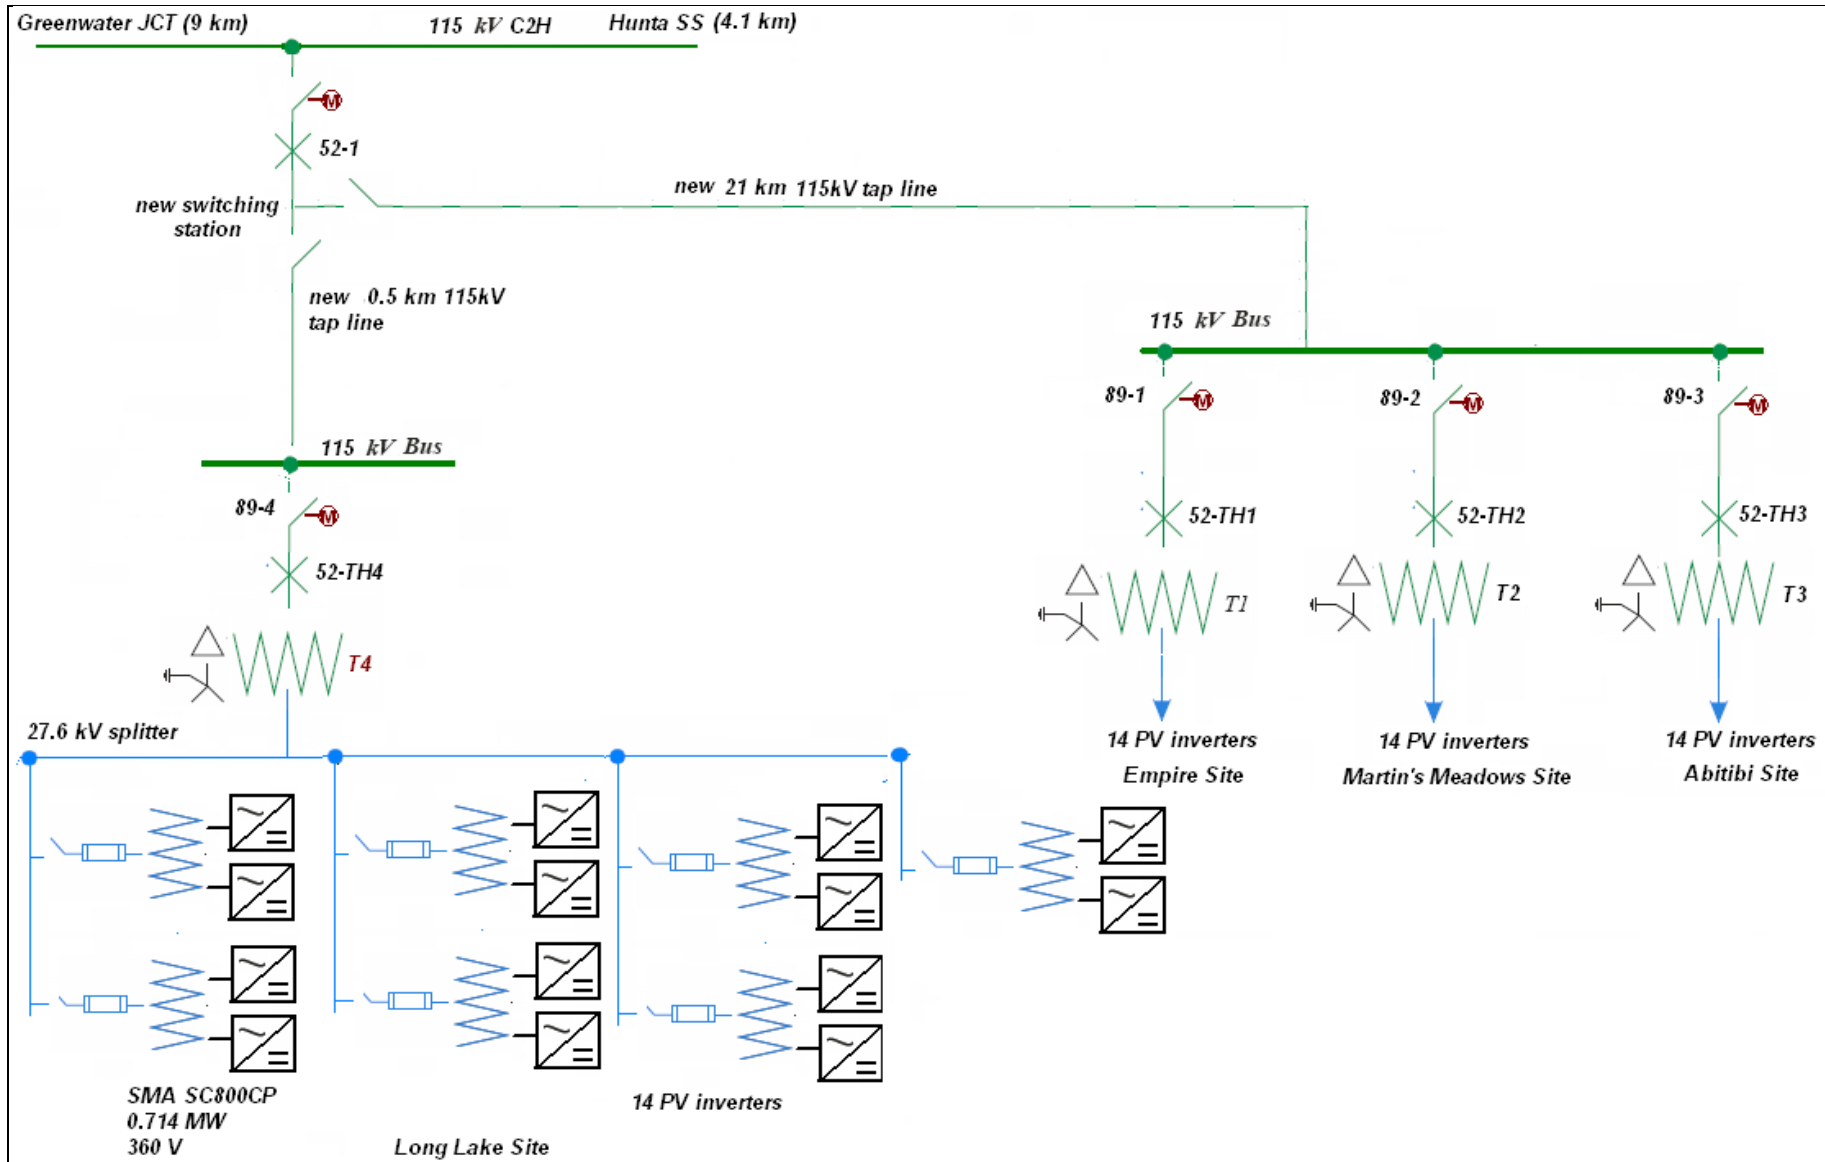 Greenwater JCT (9 km)
115 kV C2H
Hunta SS (4.1 km)
M
52-1
new switching
station
new 21 km 115kV tap line
new 0.5 km 115kV
tap line
115 kV Bus
89-1
M
89-2
M
89-3
M
115 kV Bus
89-4
M
52-TH1
52-TH2
52-TH3
52-TH4
T1
T2
T3
T4
27.6 kV splitter
14 PV inverters
Empire Site
14 PV inverters
Martin's Meadows Site
14 PV inverters
Abitibi Site
SMA SC800CP
0.714 MW
360 V
14 PV inverters
Long Lake Site